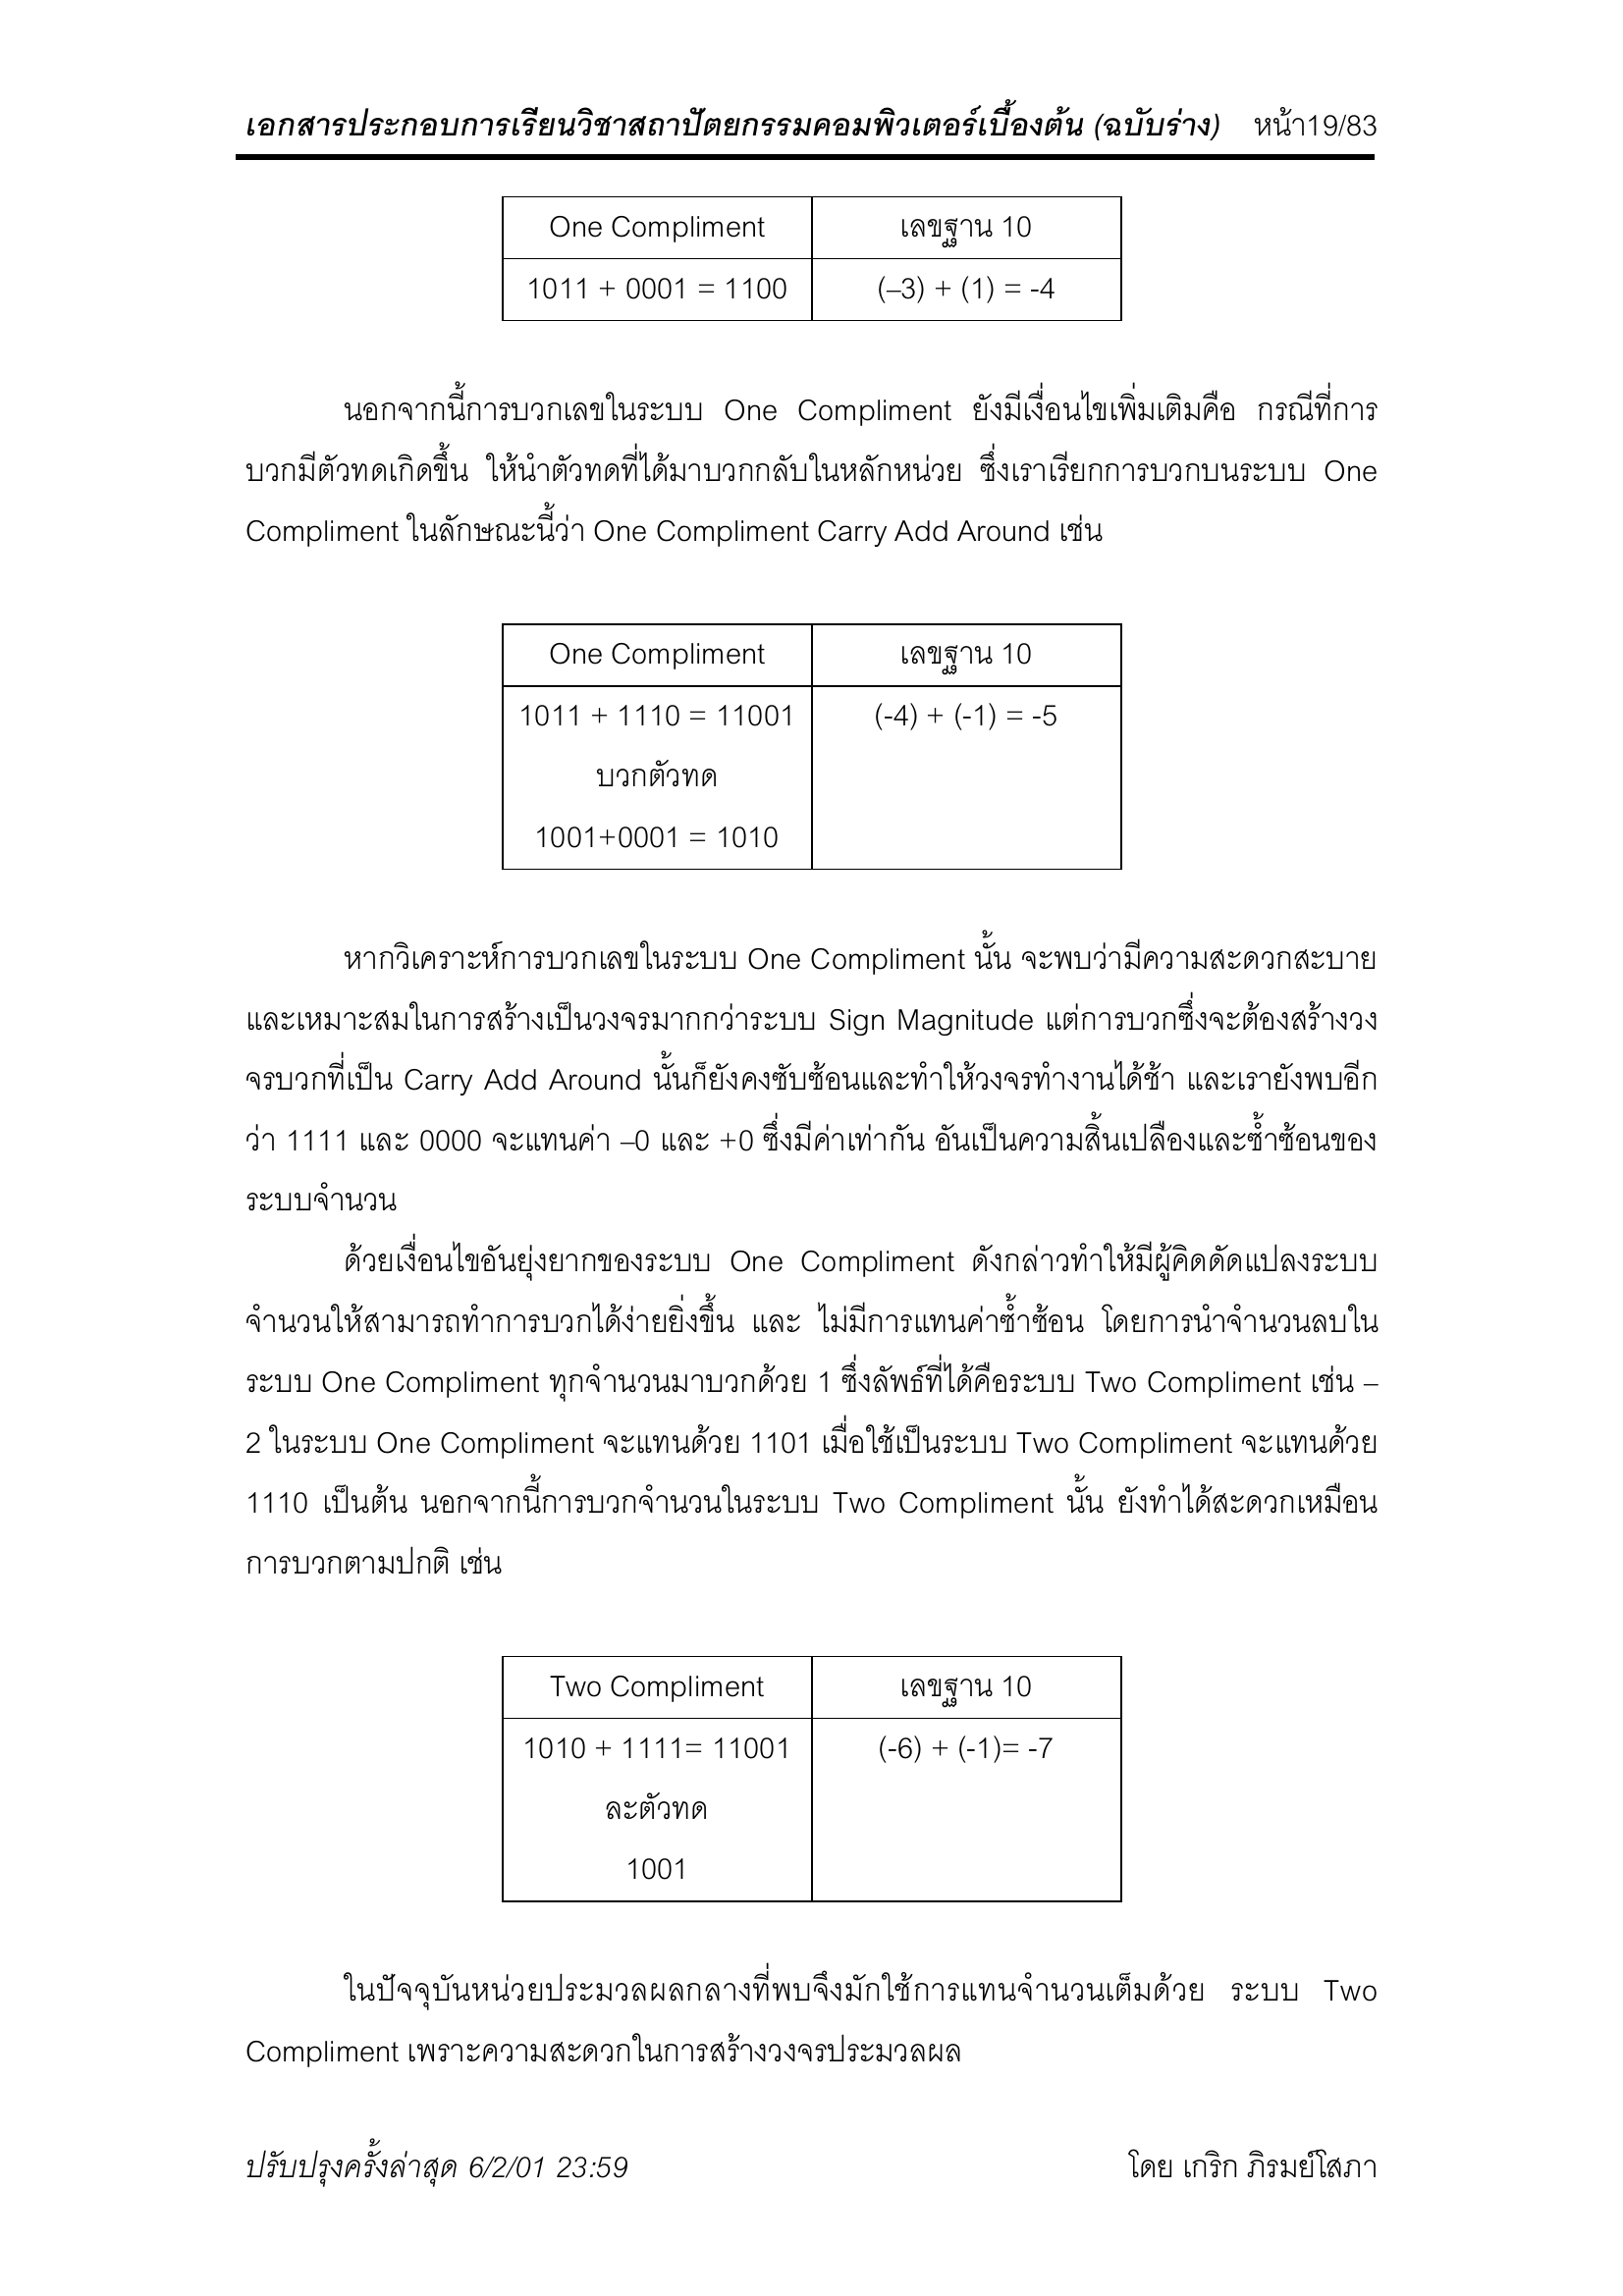 เอกสารประกอบการเรียนวิชาสถาปัตยกรรมคอมพิวเตอร์เบื้องต้น (ฉบับร่าง) หน้า19/83
One Compliment เลขฐาน 10
1011 + 0001 = 1100 (–3) + (1) = -4
นอกจากนี้การบวกเลขในระบบ One Compliment ยังมีเงื่อนไขเพิ่มเติมคือ กรณีที่การ
บวกมีตัวทดเกิดขึ้น ให้นำตัวทดที่ได้มาบวกกลับในหลักหน่วย ซึ่งเราเรียกการบวกบนระบบ One
Compliment ในลักษณะนี้ว่า One Compliment Carry Add Around เช่น
One Compliment เลขฐาน 10
1011 + 1110 = 11001 (-4) + (-1) = -5
บวกตัวทด
1001+0001 = 1010
หากวิเคราะห์การบวกเลขในระบบ One Compliment นั้น จะพบว่ามีความสะดวกสะบาย
และเหมาะสมในการสร้างเป็นวงจรมากกว่าระบบ Sign Magnitude แต่การบวกซึ่งจะต้องสร้างวง
จรบวกที่เป็น Carry Add Around นั้นก็ยังคงซับซ้อนและทำให้วงจรทำงานได้ช้า และเรายังพบอีก
ว่า 1111 และ 0000 จะแทนค่า –0 และ +0 ซึ่งมีค่าเท่ากัน อันเป็นความสิ้นเปลืองและซ้ำซ้อนของ
ระบบจำนวน
ด้วยเงื่อนไขอันยุ่งยากของระบบ One Compliment ดังกล่าวทำให้มีผู้คิดดัดแปลงระบบ
จำนวนให้สามารถทำการบวกได้ง่ายยิ่งขึ้น และ ไม่มีการแทนค่าซ้ำซ้อน โดยการนำจำนวนลบใน
ระบบ One Compliment ทุกจำนวนมาบวกด้วย 1 ซึ่งลัพธ์ที่ได้คือระบบ Two Compliment เช่น –
2 ในระบบ One Compliment จะแทนด้วย 1101 เมื่อใช้เป็นระบบ Two Compliment จะแทนด้วย
1110 เป็นต้น นอกจากนี้การบวกจำนวนในระบบ Two Compliment นั้น ยังทำได้สะดวกเหมือน
การบวกตามปกติ เช่น
Two Compliment เลขฐาน 10
1010 + 1111= 11001 (-6) + (-1)= -7
ละตัวทด
1001
ในปัจจุบันหน่วยประมวลผลกลางที่พบจึงมักใช้การแทนจำนวนเต็มด้วย ระบบ Two
Compliment เพราะความสะดวกในการสร้างวงจรประมวลผล
ปรับปรุงครั้งล่าสุด 6/2/01 23:59 โดย เกริก ภิรมย์โสภา